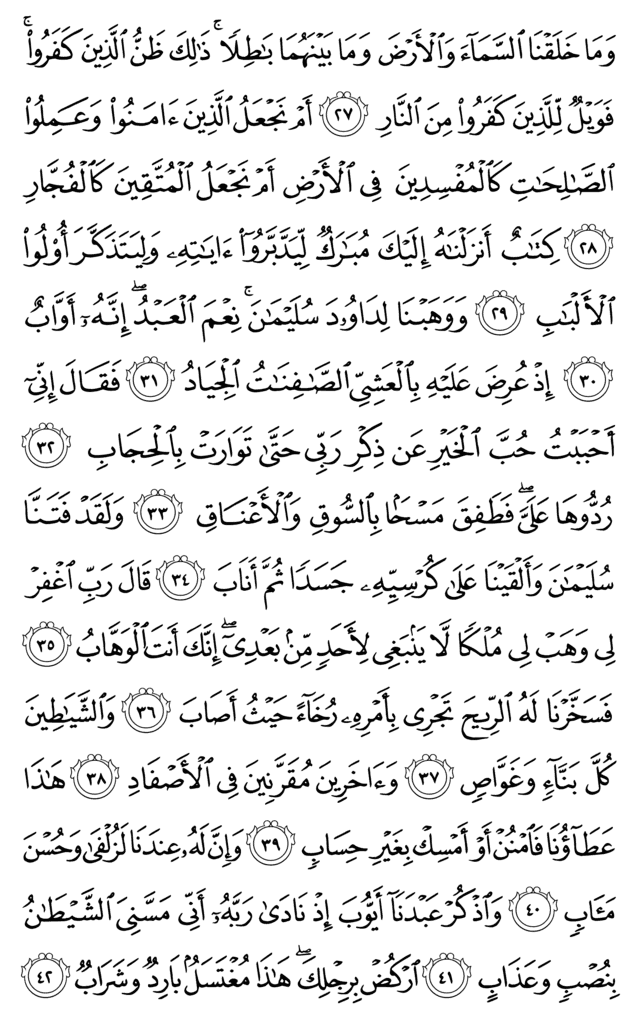 وَمَا خَلَقْنَا ٱلسَّمَآءَ وَٱلْأَرْضَ وَمَا بَيْنَهُمَا بَٰطِلًا ۚ ذَٰلِكَ ظَنُّ ٱلَّذِينَ كَفَرُوا۟ ۚ
فَوَيْلٌ لِّلَّذِينَ كَفَرُوا۟ مِنَ ٱلنَّارِ ٢٧ أَمْ نَجْعَلُ ٱلَّذِينَ ءَامَنُوا۟ وَعَمِلُوا۟
ٱلصَّٰلِحَٰتِ كَٱلْمُفْسِدِينَ فِى ٱلْأَرْضِ أَمْ نَجْعَلُ ٱلْمُتَّقِينَ كَٱلْفُجَّارِ
٢٨ كِتَٰبٌ أَنزَلْنَٰهُ إِلَيْكَ مُبَٰرَكٌ لِّيَدَّبَّرُوٓا۟ ءَايَٰتِهِۦ وَلِيَتَذَكَّرَ أُو۟لُوا۟
ٱلْأَلْبَٰبِ ٢٩ وَوَهَبْنَا لِدَاوُۥدَ سُلَيْمَٰنَ ۚ نِعْمَ ٱلْعَبْدُ ۖ إِنَّهُۥٓ أَوَّابٌ
٣٠ إِذْ عُرِضَ عَلَيْهِ بِٱلْعَشِىِّ ٱلصَّٰفِنَٰتُ ٱلْجِيَادُ ٣١ فَقَالَ إِنِّىٓ
أَحْبَبْتُ حُبَّ ٱلْخَيْرِ عَن ذِكْرِ رَبِّى حَتَّىٰ تَوَارَتْ بِٱلْحِجَابِ ٣٢
رُدُّوهَا عَلَىَّ ۖ فَطَفِقَ مَسْحًۢا بِٱلسُّوقِ وَٱلْأَعْنَاقِ ٣٣ وَلَقَدْ فَتَنَّا
سُلَيْمَٰنَ وَأَلْقَيْنَا عَلَىٰ كُرْسِيِّهِۦ جَسَدًا ثُمَّ أَنَابَ ٣٤ قَالَ رَبِّ ٱغْفِرْ
لِى وَهَبْ لِى مُلْكًا لَّا يَنۢبَغِى لِأَحَدٍ مِّنۢ بَعْدِىٓ ۖ إِنَّكَ أَنتَ ٱلْوَهَّابُ ٣٥
فَسَخَّرْنَا لَهُ ٱلرِّيحَ تَجْرِى بِأَمْرِهِۦ رُخَآءً حَيْثُ أَصَابَ ٣٦ وَٱلشَّيَٰطِينَ
كُلَّ بَنَّآءٍ وَغَوَّاصٍ ٣٧ وَءَاخَرِينَ مُقَرَّنِينَ فِى ٱلْأَصْفَادِ ٣٨ هَٰذَا
عَطَآؤُنَا فَٱمْنُنْ أَوْ أَمْسِكْ بِغَيْرِ حِسَابٍ ٣٩ وَإِنَّ لَهُۥ عِندَنَا لَزُلْفَىٰ وَحُسْنَ
مَـَٔابٍ ٤٠ وَٱذْكُرْ عَبْدَنَآ أَيُّوبَ إِذْ نَادَىٰ رَبَّهُۥٓ أَنِّى مَسَّنِىَ ٱلشَّيْطَٰنُ
بِنُصْبٍ وَعَذَابٍ ٤١ ٱرْكُضْ بِرِجْلِكَ ۖ هَٰذَا مُغْتَسَلٌۢ بَارِدٌ وَشَرَابٌ ٤٢